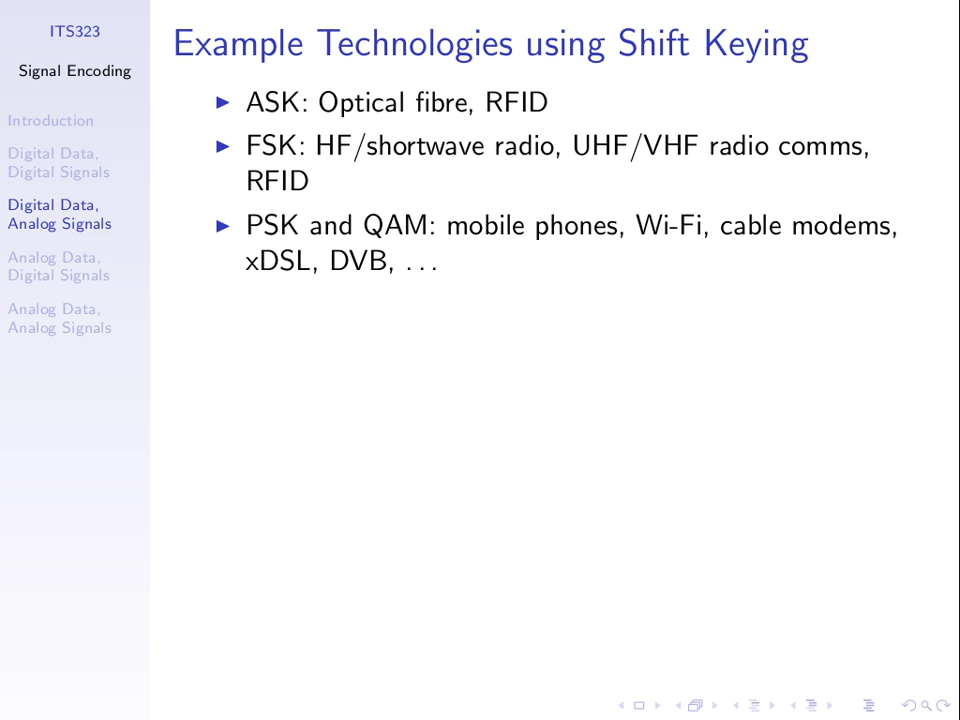 ITS323
Signal Encoding
Introduction
Digital Data,
Digital Signals
Digital Data,
Analog Signals
Analog Data,
Digital Signals
Analog Data,
Analog Signals
Example Technologies using Shift Keying
ASK: Optical fibre, RFID
FSK: HF/shortwave radio, UHF/VHF radio comms,
RFID
PSK and QAM: mobile phones, Wi-Fi, cable modems,
xDSL, DVB, . . .